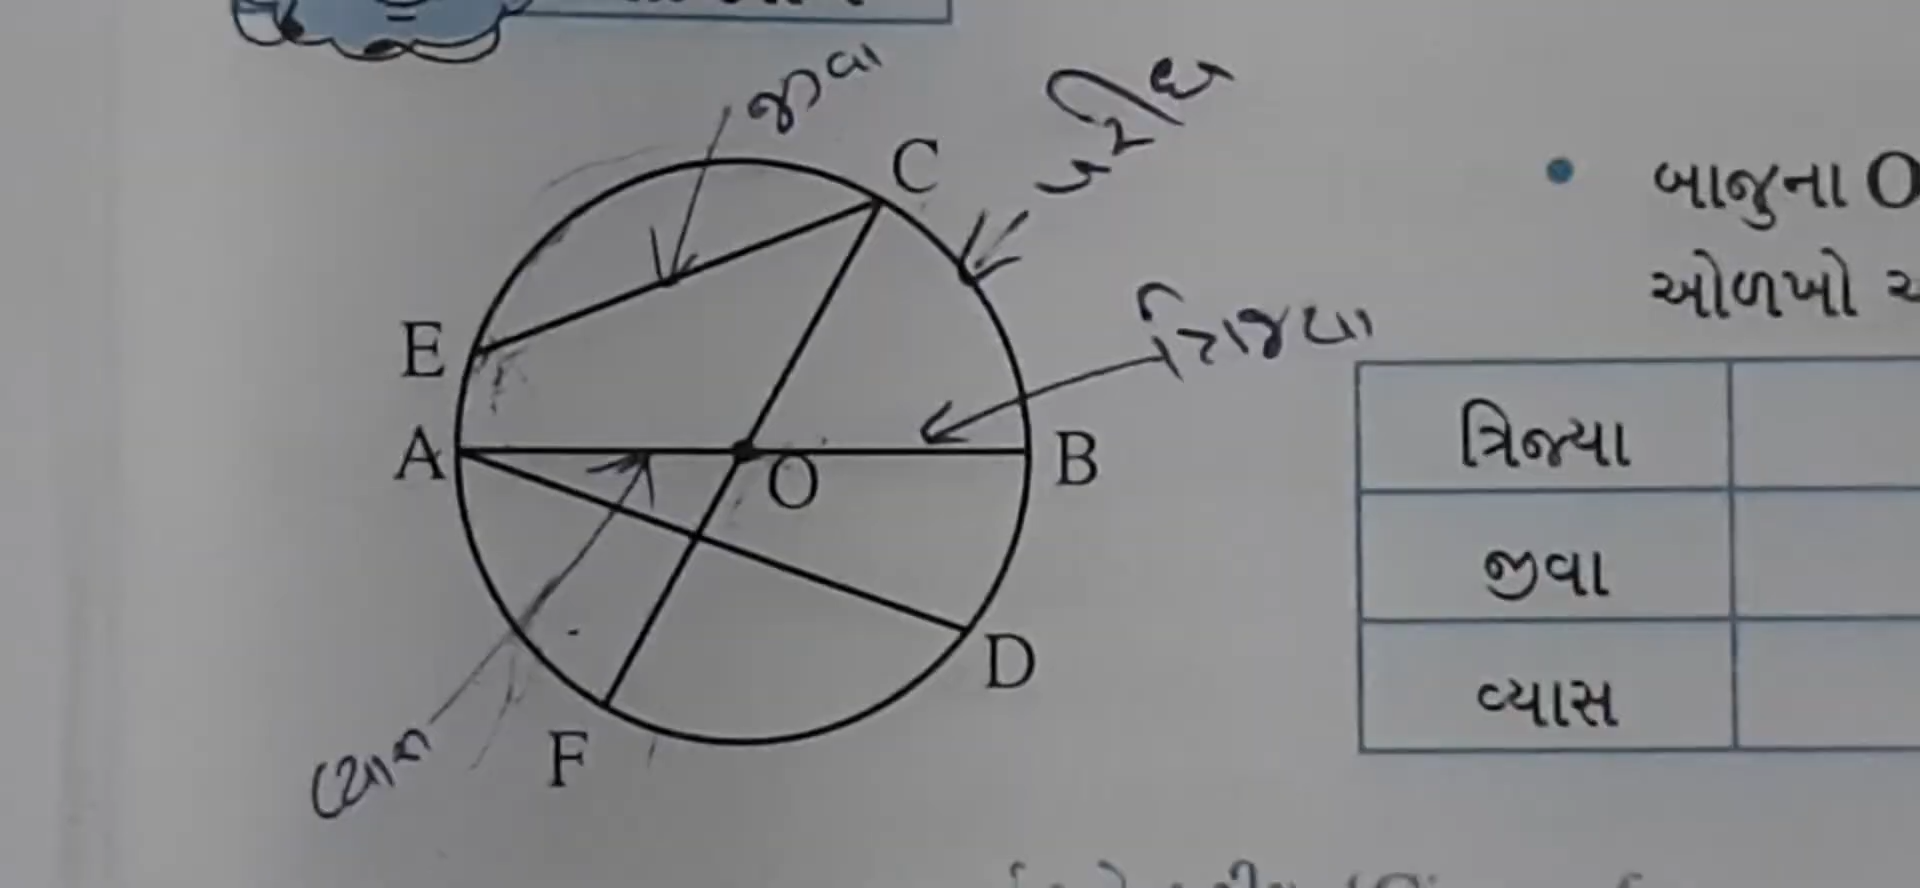 જીવા
પરીઘ
C
બાજુના O
ઓળખો
ત્રિજ્યા
E
A
O
B
ત્રિજ્યા
જીવા
D
વ્યાસ
F
વ્યાસ